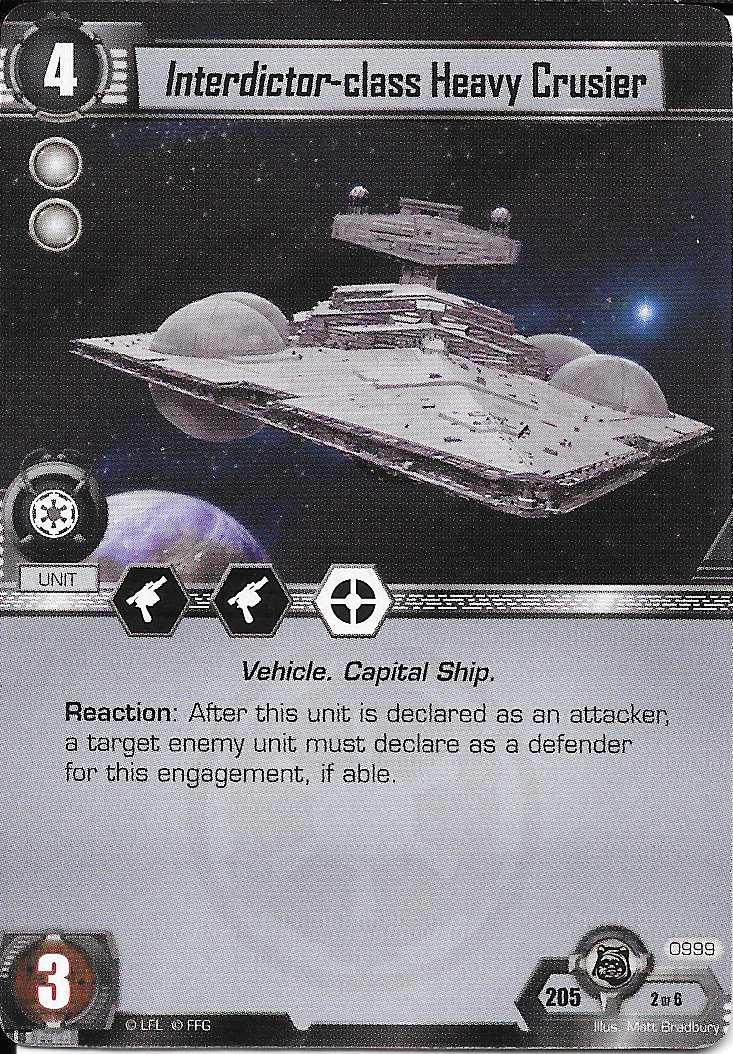 4
Interdictor-class Heavy Crusier
UNIT
Vehicle. Capital Ship.
Reaction: After this unit is declared as an attacker,
a target enemy unit must declare as a defender
for this engagement, if able.
3
0999
205
2 OF 6
© LFL © FFG
Illus. Matt Bradbury